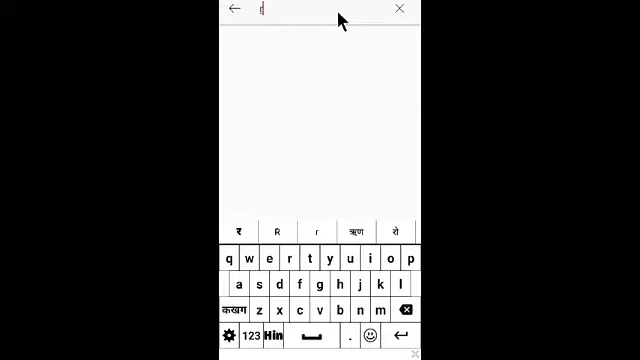 r
र R r ऋण रो
q w e r t y u i o p
a s d f g h j k l
कखग z x c v b n m
123 Hin .